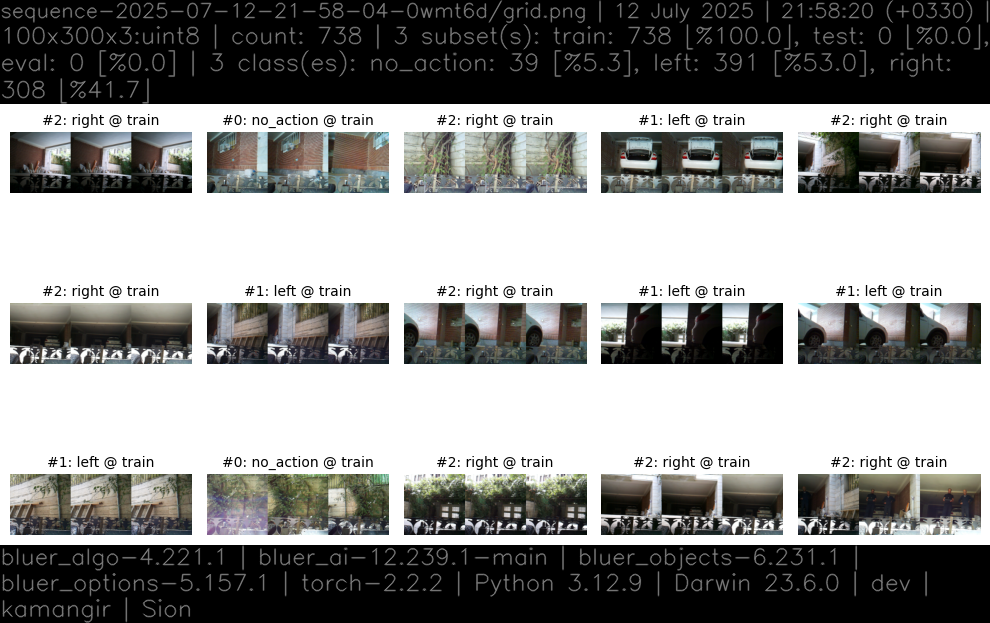 sequence-2025-07-12-21-58-04-0wmt6d/grid.png | 12 July 2025 | 21:58:20 (+0330) |
100x300x3:uint8 | count: 738 | 3 subset(s): train: 738 [%100.0], test: 0 [%0.0],
eval: 0 [%0.0] | 3 class(es): no_action: 39 [%5.3], left: 391 [%53.0], right:
308 [%41.7]
#2: right @ train
#0: no_action @ train
#2: right @ train
#1: left @ train
#2: right @ train
#2: right @ train
#1: left @ train
#2: right @ train
#1: left @ train
#1: left @ train
#1: left @ train
#0: no_action @ train
#2: right @ train
#2: right @ train
#2: right @ train
bluer_algo-4.221.1 | bluer_ai-12.239.1-main | bluer_objects-6.231.1 |
bluer_options-5.157.1 | torch-2.2.2 | Python 3.12.9 | Darwin 23.6.0 | dev |
kamangir | Sion